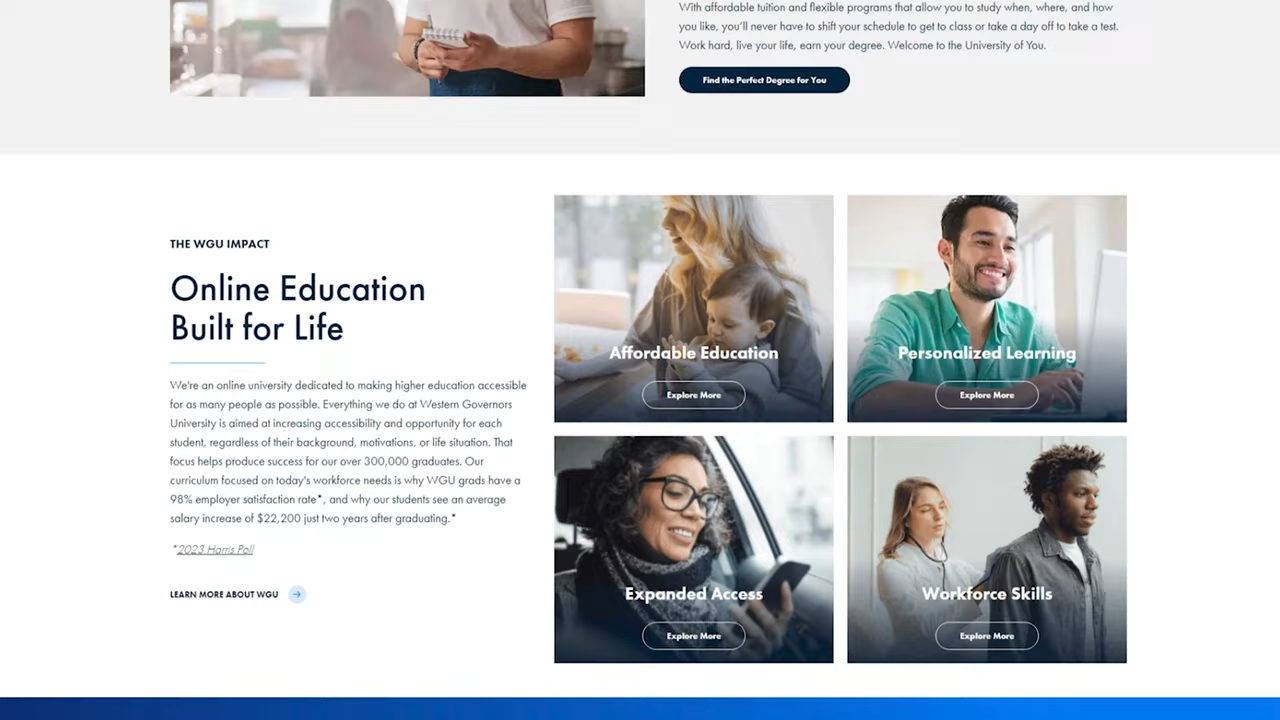 With affordable tuition and flexible programs that allow you to study when, where, and how
you like, you'll never have to shift your schedule to get to class or take a day off to take a test.
Work hard, live your life, earn your degree. Welcome to the University of You.
Find the Perfect Degree for You
THE WGU IMPACT
Online Education
Built for Life
We're an online university dedicated to making higher education accessible
for as many people as possible. Everything we do at Western Governors
University is aimed at increasing accessibility and opportunity for each
student, regardless of their background, motivations, or life situation. That
focus helps produce success for our over 300,000 graduates. Our
curriculum focused on today's workforce needs is why WGU grads have a
98% employer satisfaction rate*, and why our students see an average
salary increase of $22,200 just two years after graduating.*
*2023 Harris Poll
LEARN MORE ABOUT WGU
Affordable Education
Explore More
Personalized Learning
Explore More
Expanded Access
Explore More
Workforce Skills
Explore More